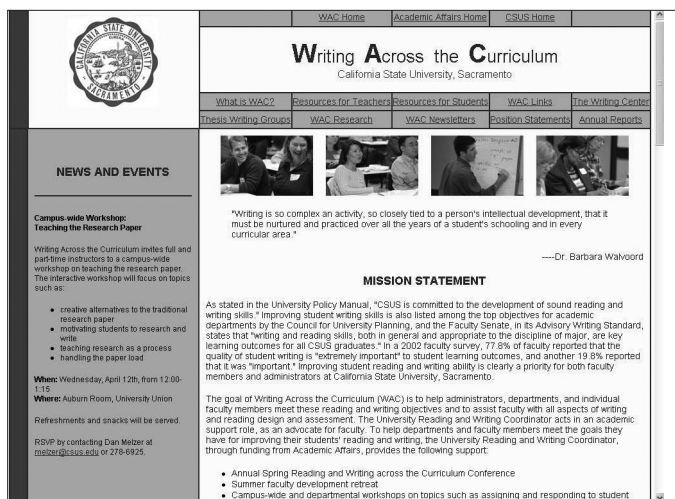 WAC Home Academic Affairs Home CSUS Home
CALIFORNIA STATE UNIVERSITY
SACRAMENTO
Writing Across the Curriculum
California State University, Sacramento
What is WAC? Resources for Teachers Resources for Students WAC Links The Writing Center
Thesis Writing Groups WAC Research WAC Newsletters Position Statements Annual Reports
NEWS AND EVENTS
Campus-wide Workshop:
Teaching the Research Paper
Writing Across the Curriculum invites full and
part-time instructors to a campus-wide
workshop on teaching the research paper.
The interactive workshop will focus on topics
such as:
creative alternatives to the traditional
research paper
motivating students to research and
write
teaching research as a process
handling the paper load
When: Wednesday, April 12th, from 12:00-
1:15
Where: Auburn Room, University Union
Refreshments and snacks will be served.
RSVP by contacting Dan Melzer at
melzer@csus.edu or 278-6925.
"Writing is so complex an activity, so closely tied to a person's intellectual development, that it
must be nurtured and practiced over all the years of a student's schooling and in every
curricular area."
----Dr. Barbara Walvoord
MISSION STATEMENT
As stated in the University Policy Manual, "CSUS is committed to the development of sound reading and
writing skills." Improving student writing skills is also listed among the top objectives for academic
departments by the Council for University Planning, and the Faculty Senate, in its Advisory Writing Standard,
states that "writing and reading skills, both in general and appropriate to the discipline of major, are key
learning outcomes for all CSUS graduates." In a 2002 faculty survey, 77.8% of faculty reported that the
quality of student writing is "extremely important" to student learning outcomes, and another 19.8% reported
that it was "important." Improving student reading and writing ability is clearly a priority for both faculty
members and administrators at California State University, Sacramento.
The goal of Writing Across the Curriculum (WAC) is to help administrators, departments, and individual
faculty members meet these reading and writing objectives and to assist faculty with all aspects of writing
and reading design and assessment. The University Reading and Writing Coordinator acts in an academic
support role, as an advocate for faculty. To help departments and faculty members meet the goals they
have for improving their students' reading and writing, the University Reading and Writing Coordinator,
through funding from Academic Affairs, provides the following support:
Annual Spring Reading and Writing across the Curriculum Conference
Summer faculty development retreat
Campus-wide and departmental workshops on topics such as assigning and responding to student